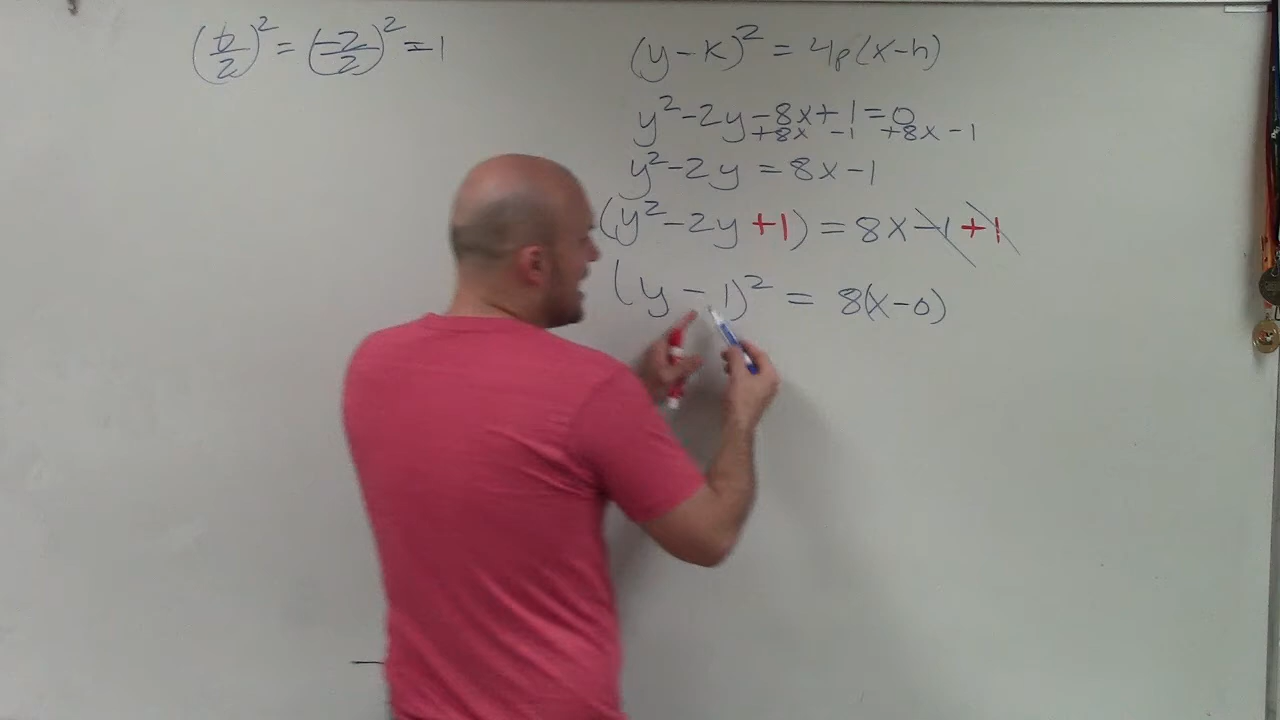 (b/2)² = (-2/2)² = 1
(y-k)² = 4p(x-h)
y²-2y-8x+1=0
+8x -1 +8x -1
y²-2y = 8x-1
(y²-2y+1) = 8x-1+1
(y-1)² = 8(x-0)